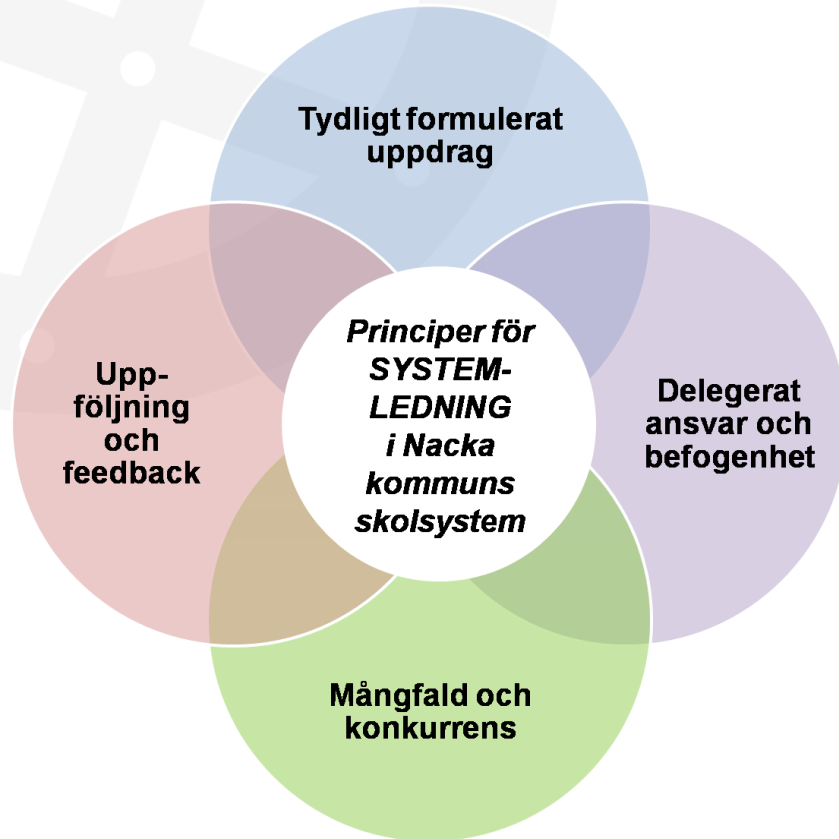 Tydligt formulerat
uppdrag
Upp-
följning
och
feedback
Principer för
SYSTEM-
LEDNING
i Nacka
kommuns
skolsystem
Delegerat
ansvar och
befogenhet
Mångfald och
konkurrens